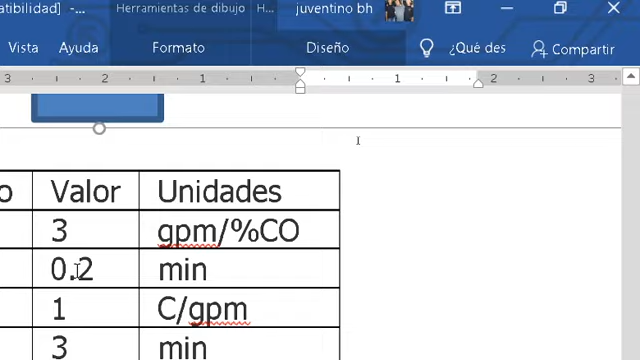 atibilidad] -... Herramientas de dibujo H... juventino bh
Vista Ayuda Formato Diseño ¿Qué des Compartir
3 2 1 1 2 3
o Valor Unidades
3 gpm/%CO
0.2 min
1 C/gpm
3 min